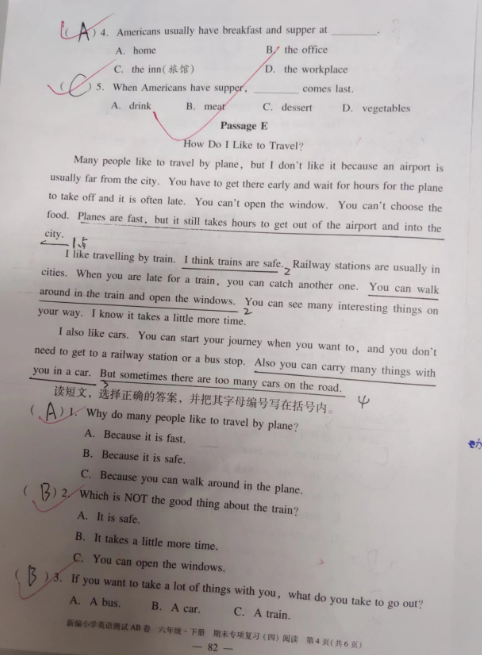 ( A ) 4. Americans usually have breakfast and supper at ________.
A. home B. the office
C. the inn(旅馆) D. the workplace
( C ) 5. When Americans have supper, ________ comes last.
A. drink B. meat C. dessert D. vegetables
Passage E
How Do I Like to Travel?
Many people like to travel by plane, but I don't like it because an airport is
usually far from the city. You have to get there early and wait for hours for the plane
to take off and it is often late. You can't open the window. You can't choose the
food. Planes are fast, but it still takes hours to get out of the airport and into the
city.
I like travelling by train. I think trains are safe. 2 Railway stations are usually in
cities. When you are late for a train, you can catch another one. You can walk
around in the train and open the windows. 2 You can see many interesting things on
your way. I know it takes a little more time.
I also like cars. You can start your journey when you want to, and you don't
need to get to a railway station or a bus stop. Also you can carry many things with
you in a car. 3 But sometimes there are too many cars on the road.
读短文，选择正确的答案，并把其字母编号写在括号内。
( A ) 1. Why do many people like to travel by plane?
A. Because it is fast.
B. Because it is safe.
C. Because you can walk around in the plane.
( B ) 2. Which is NOT the good thing about the train?
A. It is safe.
B. It takes a little more time.
C. You can open the windows.
( B ) 3. If you want to take a lot of things with you, what do you take to go out?
A. A bus. B. A car. C. A train.
新编小学英语测试AB卷 六年级·下册 期末专项复习(四)阅读 第4页(共6页)
— 82 —